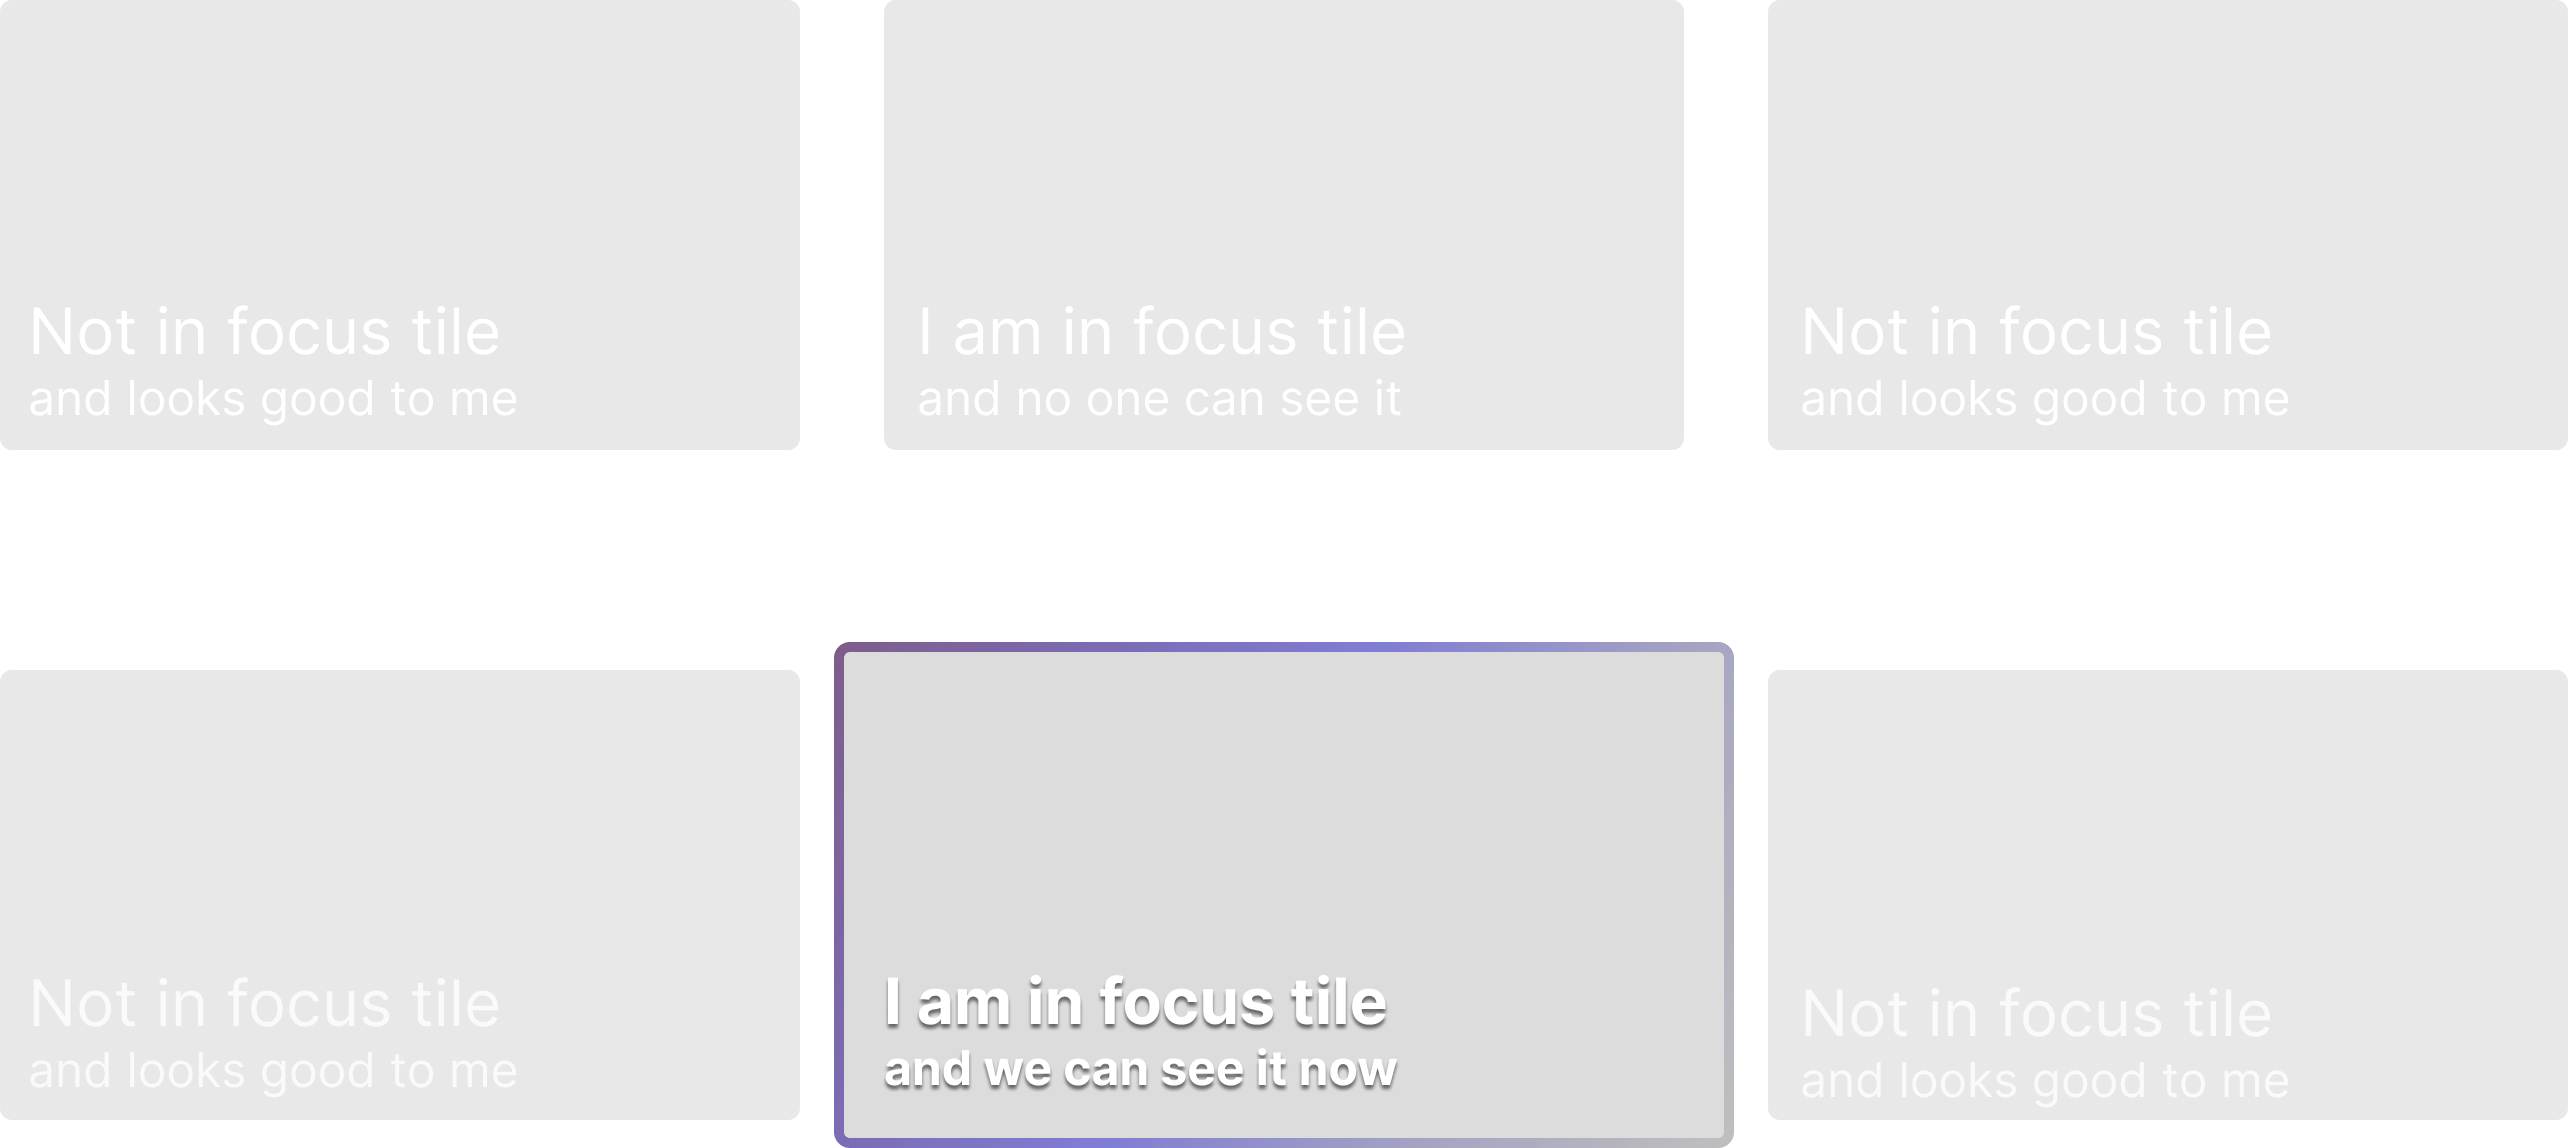 Not in focus tile
and looks good to me
I am in focus tile
and no one can see it
Not in focus tile
and looks good to me
Not in focus tile
and looks good to me
I am in focus tile
and we can see it now
Not in focus tile
and looks good to me